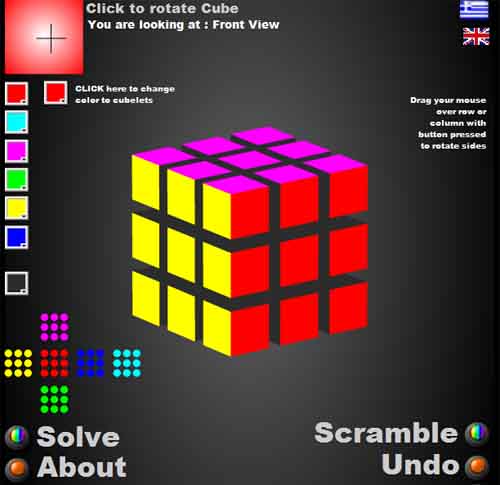 Click to rotate Cube
You are looking at : Front View
CLICK here to change
color to cubelets
Drag your mouse
over row or
column with
button pressed
to rotate sides
Solve
About
Scramble
Undo